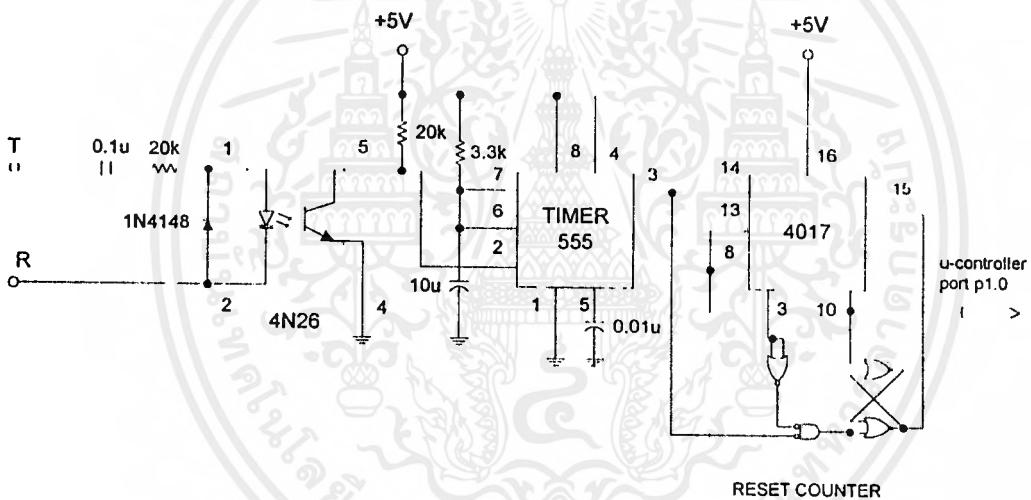 +5V
+5V
T
0.1u
20k
1
5
20k
3.3k
8
4
7
3
14
16
15
1N4148
6
TIMER
555
13
4017
2
8
R
u-controller
port p1.0
2
4N26
4
10u
1
5
0.01u
3
10
RESET COUNTER